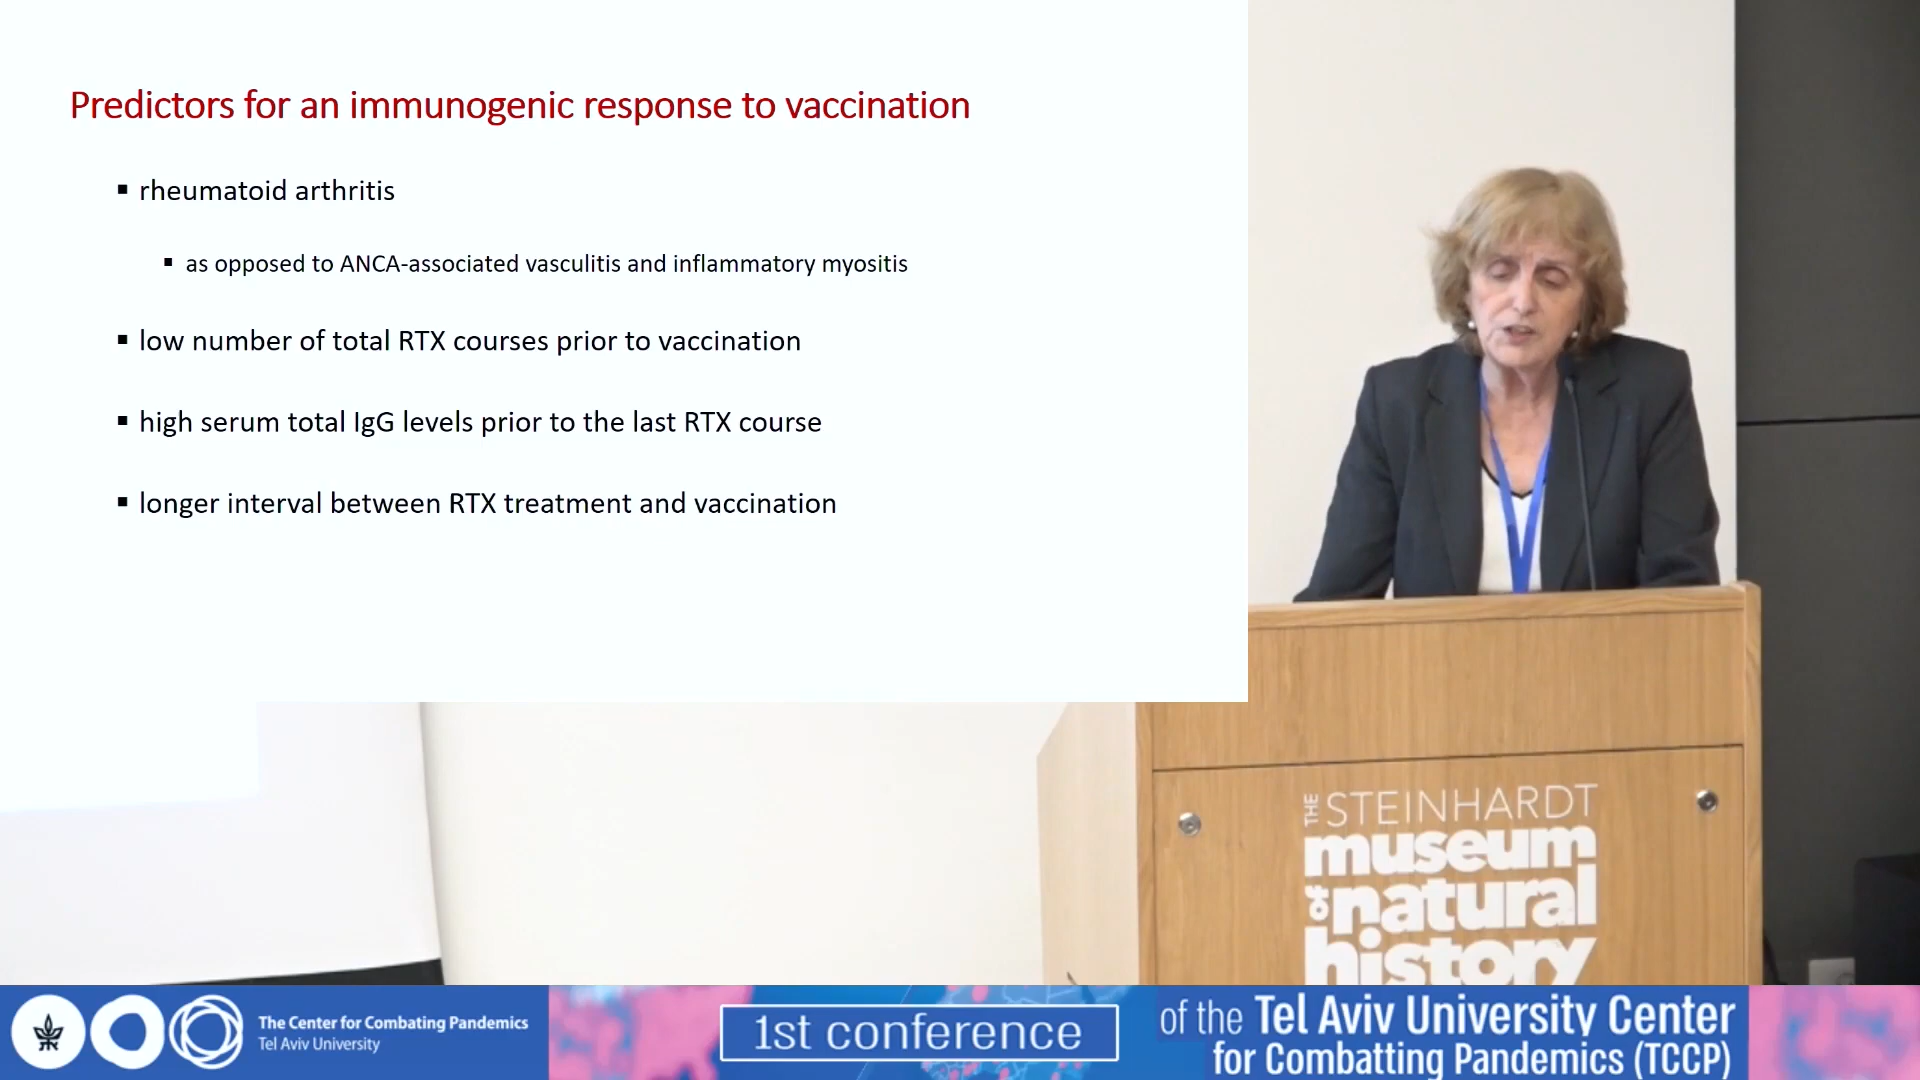 Predictors for an immunogenic response to vaccination
▪ rheumatoid arthritis
▪ as opposed to ANCA-associated vasculitis and inflammatory myositis
▪ low number of total RTX courses prior to vaccination
▪ high serum total IgG levels prior to the last RTX course
▪ longer interval between RTX treatment and vaccination
THE STEINHARDT
museum
of natural
history
The Center for Combating Pandemics
Tel Aviv University
1st conference
of the Tel Aviv University Center
for Combatting Pandemics (TCCP)